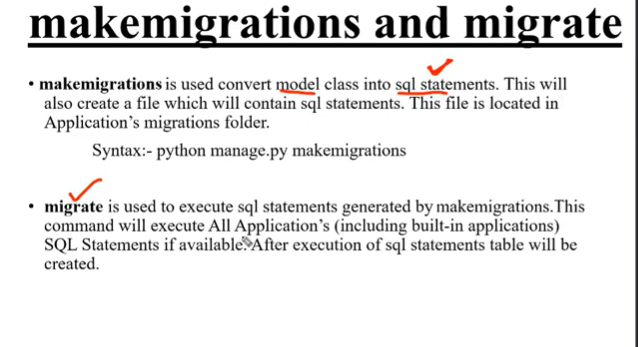 makemigrations and migrate
• makemigrations is used convert model class into sql statements. This will
also create a file which will contain sql statements. This file is located in
Application's migrations folder.
Syntax:- python manage.py makemigrations
• migrate is used to execute sql statements generated by makemigrations.This
command will execute All Application's (including built-in applications)
SQL Statements if available. After execution of sql statements table will be
created.